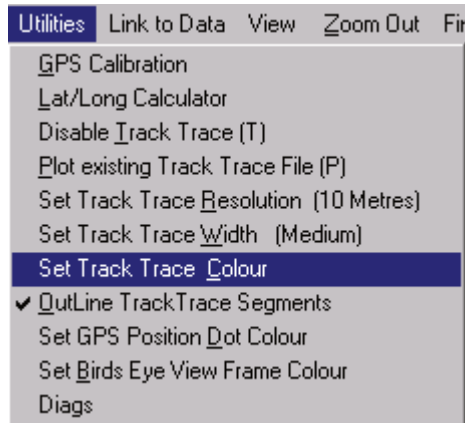 Utilities Link to Data View Zoom Out Fir
GPS Calibration
Lat/Long Calculator
Disable Track Trace (T)
Plot existing Track Trace File (P)
Set Track Trace Resolution (10 Metres)
Set Track Trace Width (Medium)
Set Track Trace Colour
OutLine TrackTrace Segments
Set GPS Position Dot Colour
Set Birds Eye View Frame Colour
Diags